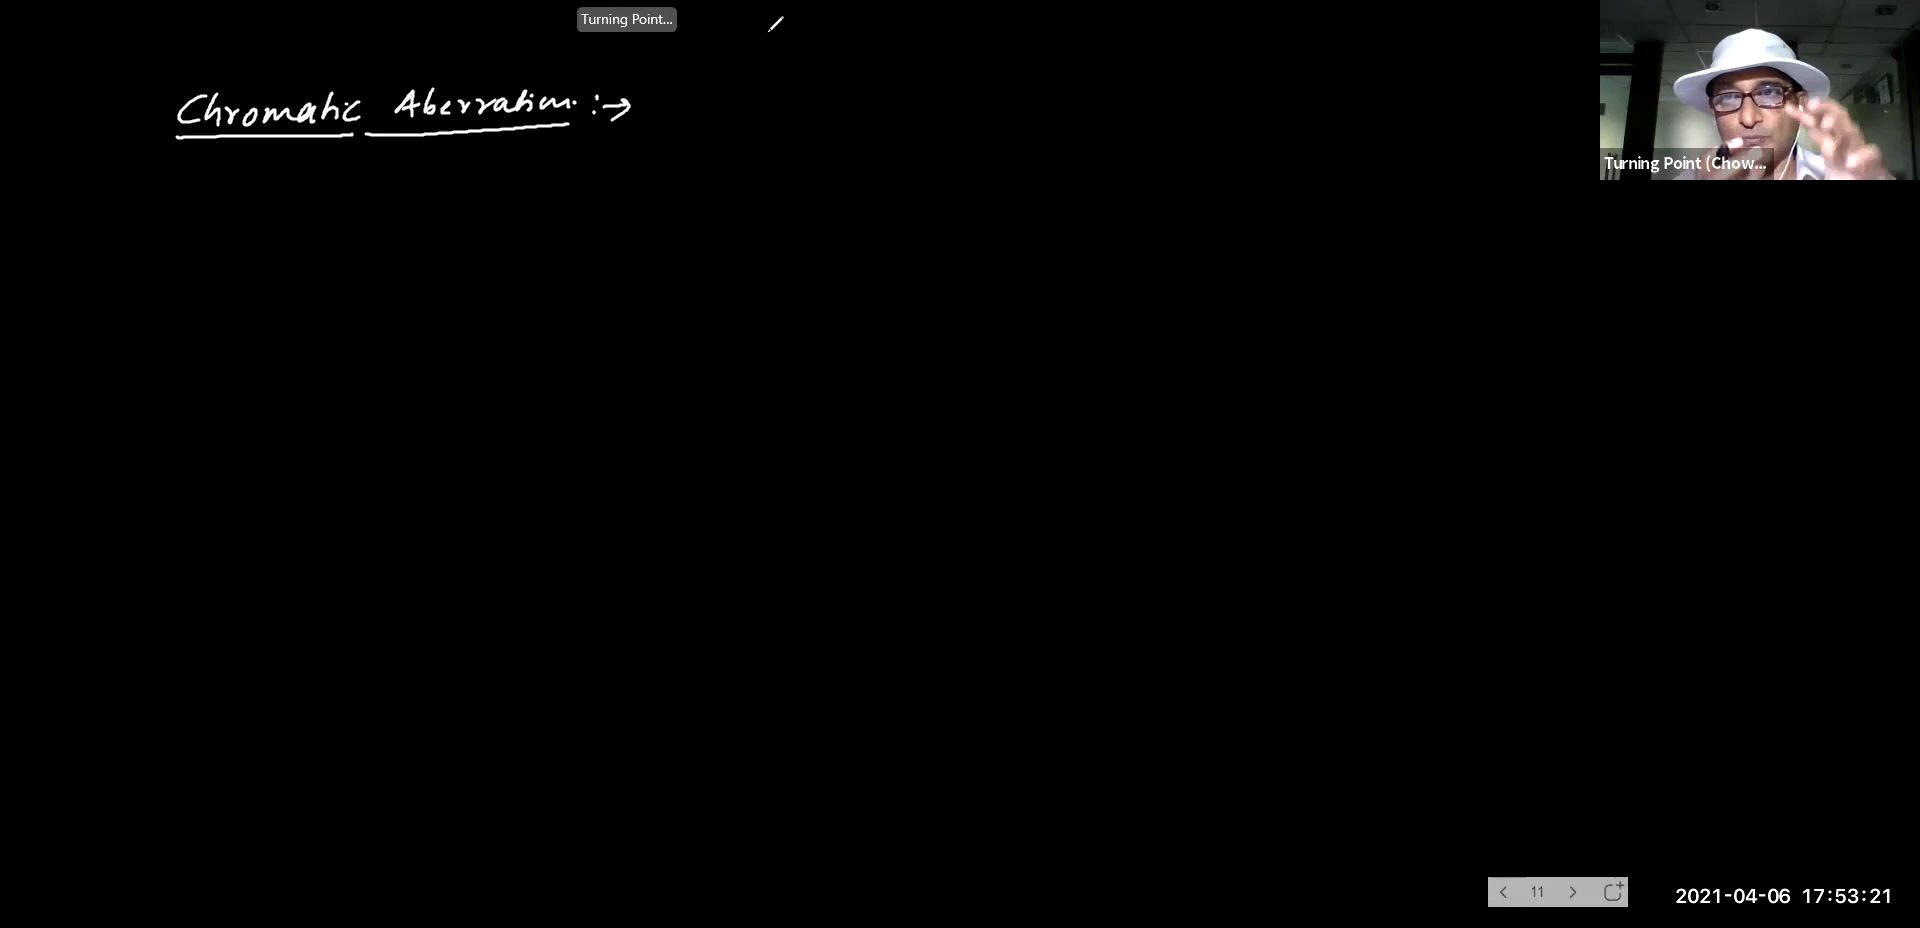 Turning Point...
Chromatic Aberration :→
Turning Point (Chow...
11
2021-04-06 17:53:21